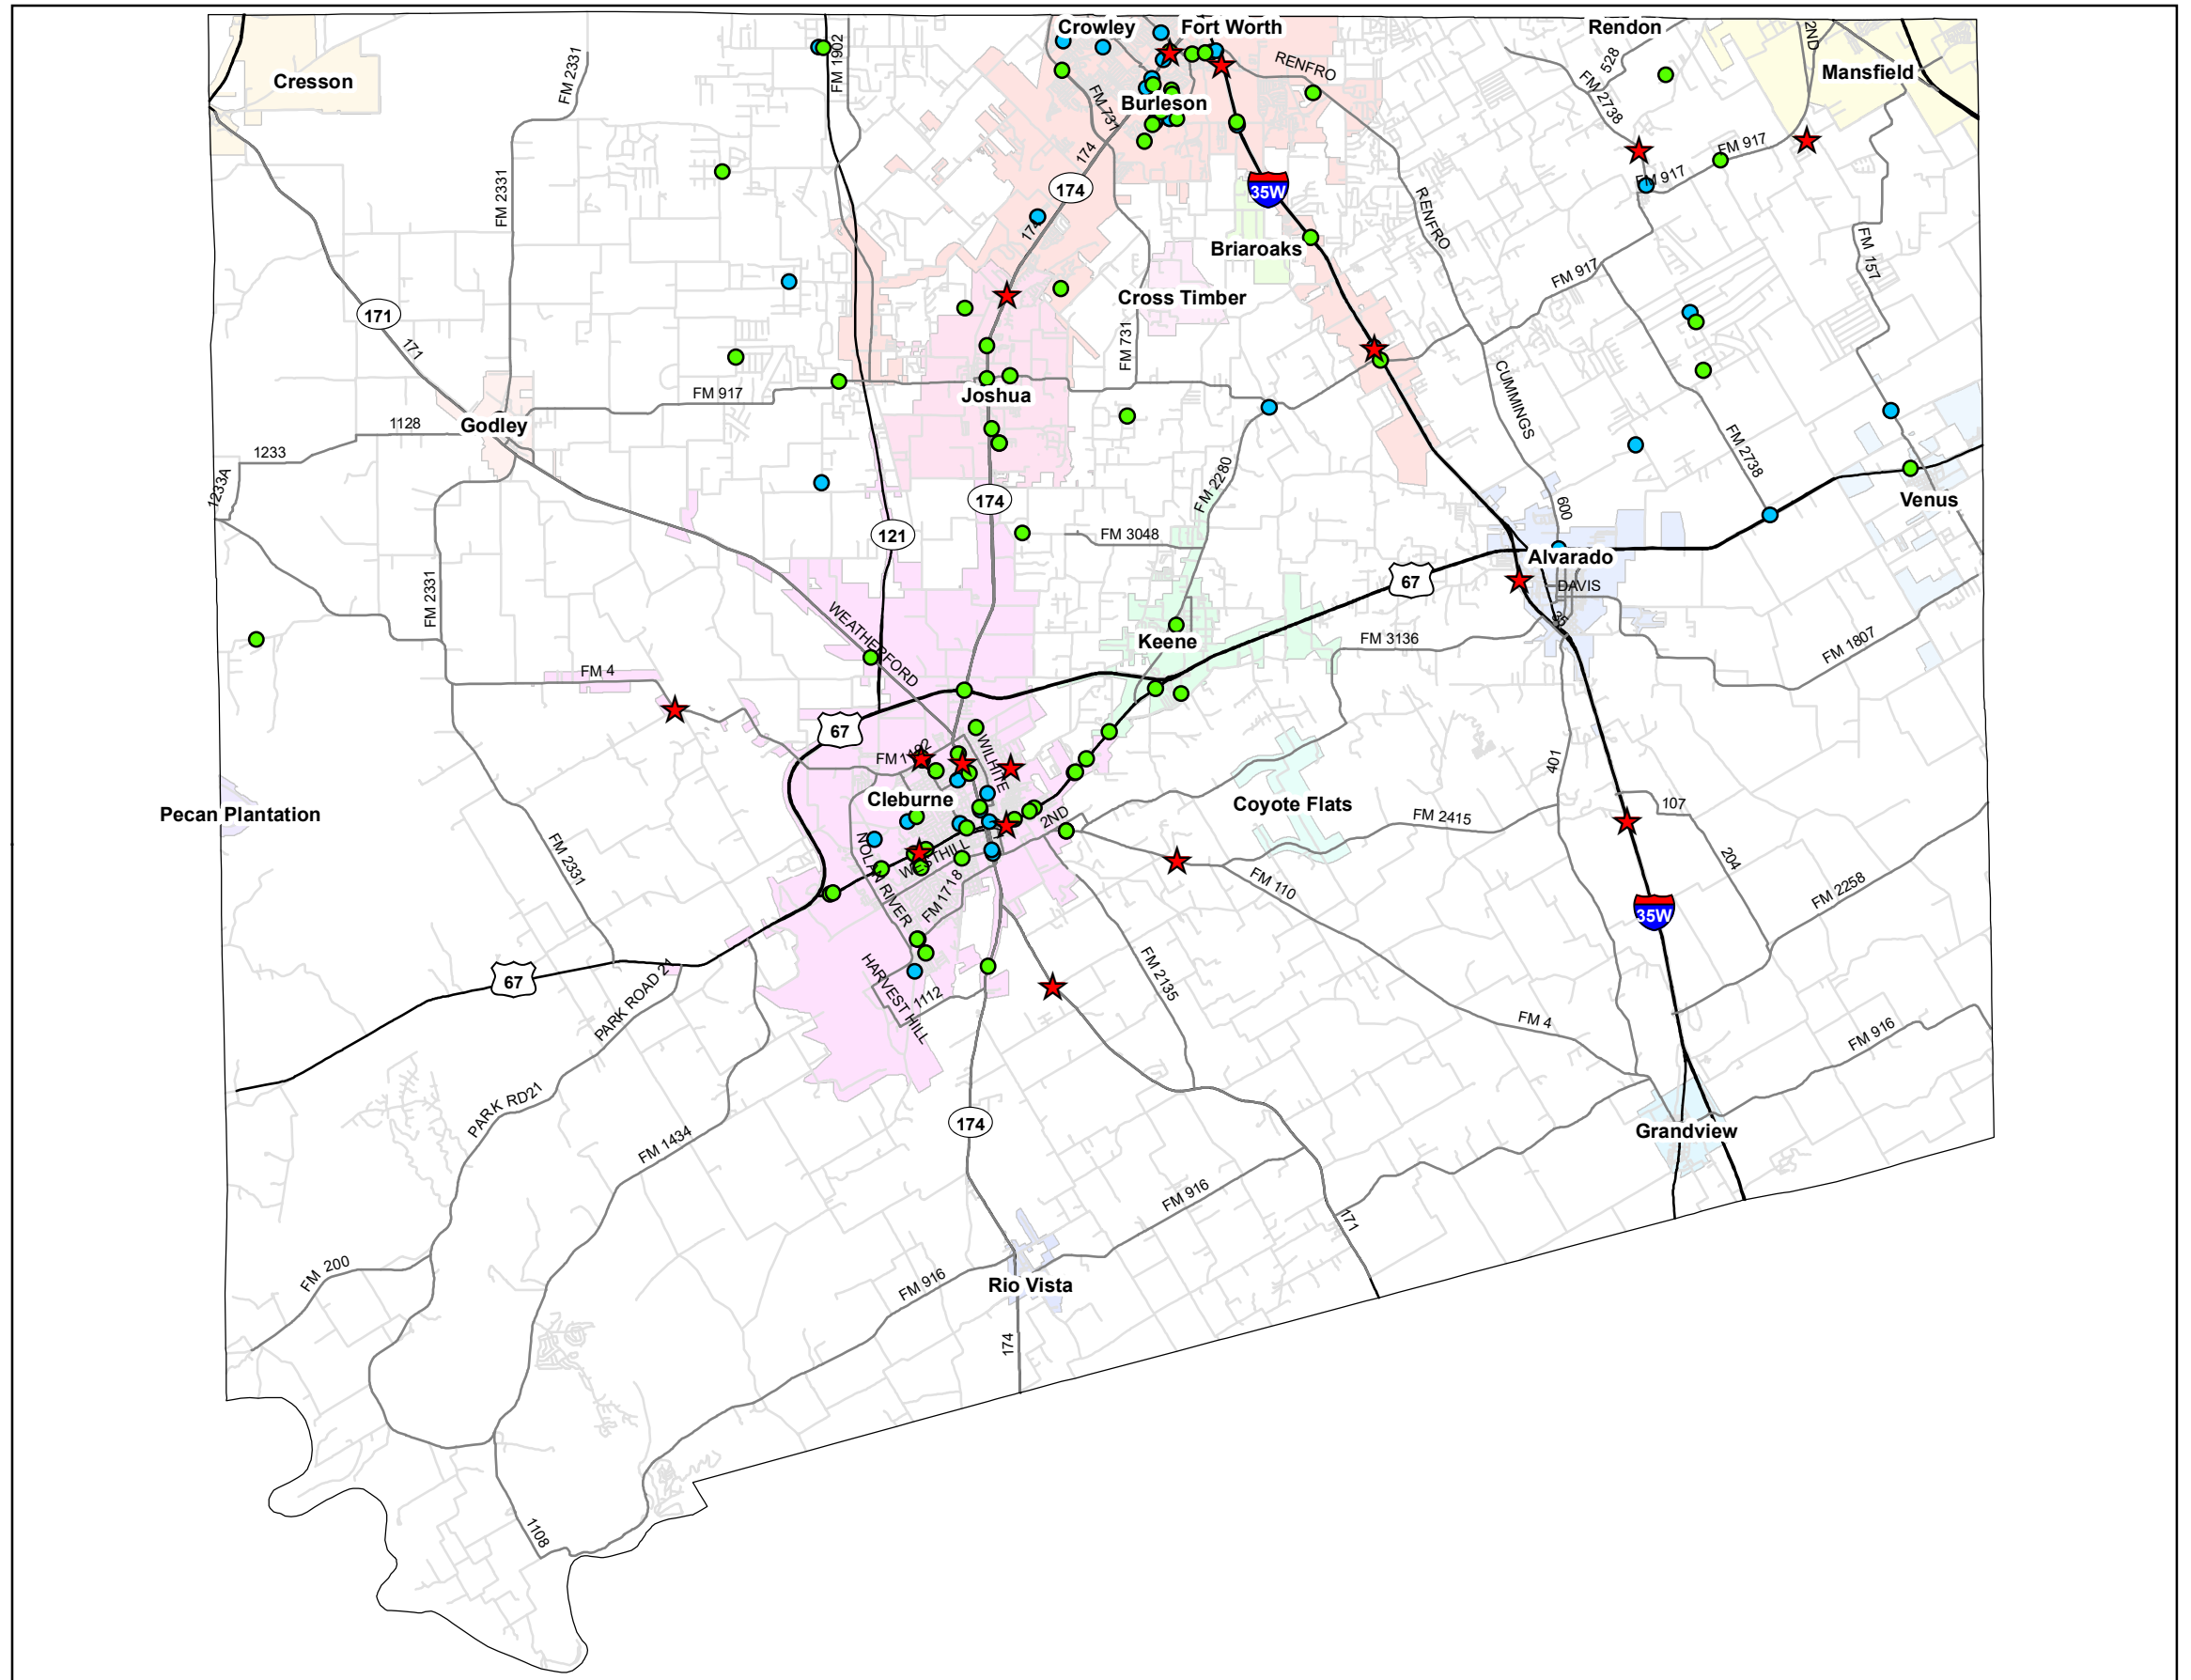 Crowley
Fort Worth
Rendon
2ND
Cresson
FM 2331
FM 1902
RENFRO
528
Mansfield
FM 2738
FM 731
Burleson
174
FM 917
FM 917
FM 2331
174
35W
174
RENFRO
Briaroaks
FM 157
FM 917
Cross Timber
171
171
FM 731
CUMMINGS
FM 917
Joshua
1128
Godley
1233
FM 2738
1233A
FM 2280
174
600
Venus
121
FM 3048
Alvarado
67
DAVIS
FM 2331
WEATHERFORD
Keene
FM 3136
FM 1807
FM 4
67
WILHITE
401
Cleburne
Coyote Flats
107
Pecan Plantation
2ND
FM 2415
FM 2331
NOLAN RIVER
WESTHILL
204
FM 1718
FM 110
FM 2258
35W
67
PARK ROAD 21
HARVEST HILL
1112
FM 2135
FM 4
FM 916
PARK RD21
174
FM 1434
Grandview
FM 916
171
FM 200
FM 916
Rio Vista
174
1108